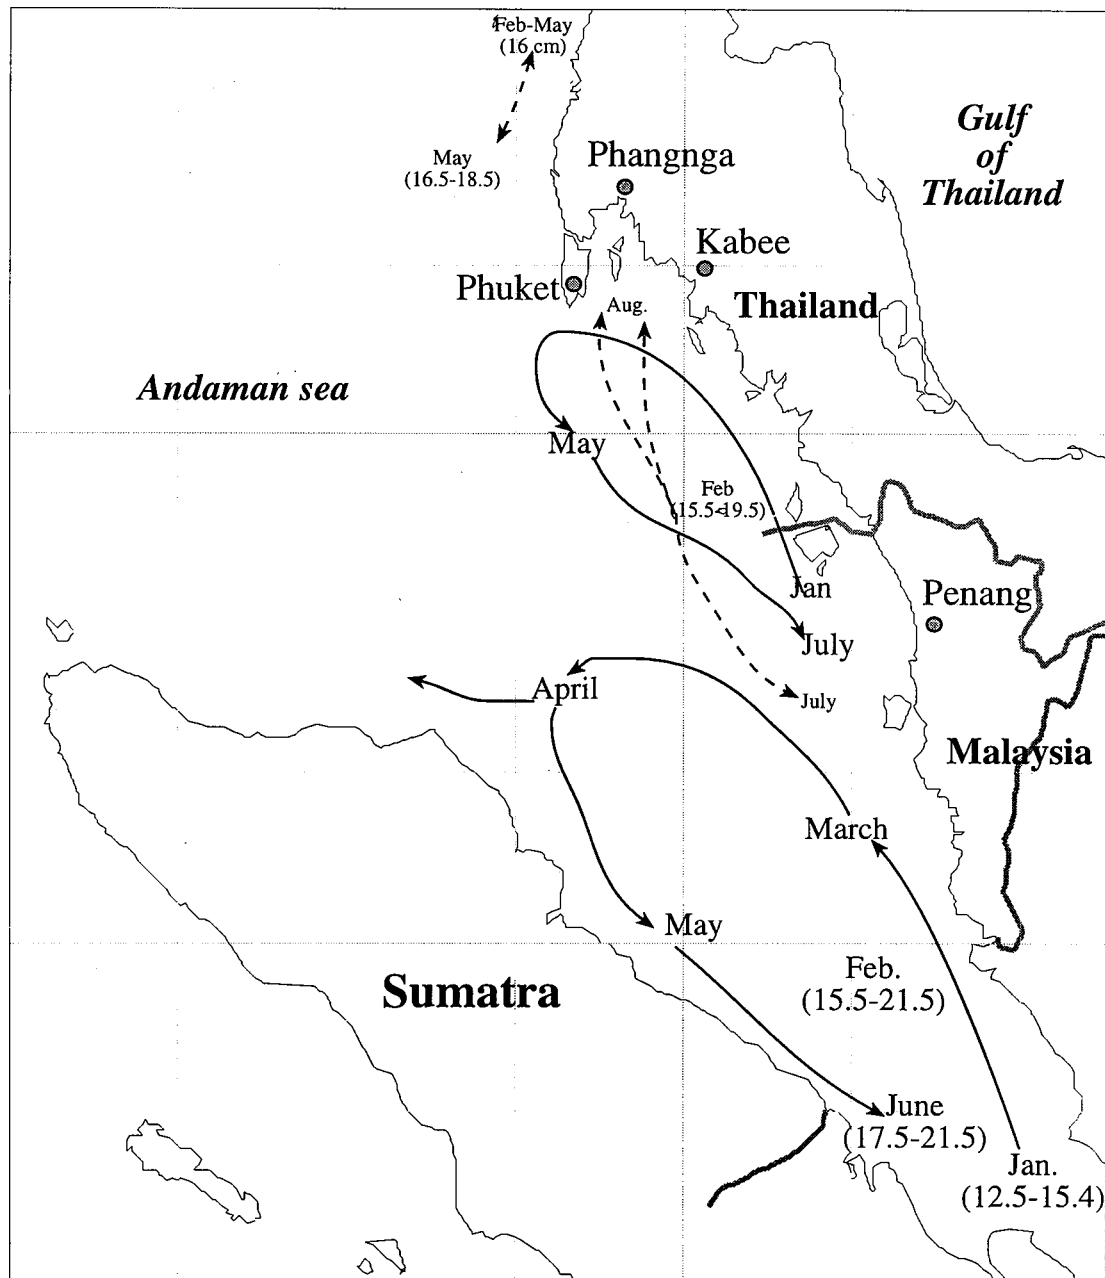 Feb-May
(16 cm)
May
(16.5-18.5)
Gulf
of
Thailand
Phangnga
Kabee
Phuket
Aug.
Thailand
Andaman sea
May
Feb
(15.5-19.5)
Jan
Penang
July
April
July
Malaysia
March
May
Feb.
(15.5-21.5)
Sumatra
June
(17.5-21.5)
Jan.
(12.5-15.4)